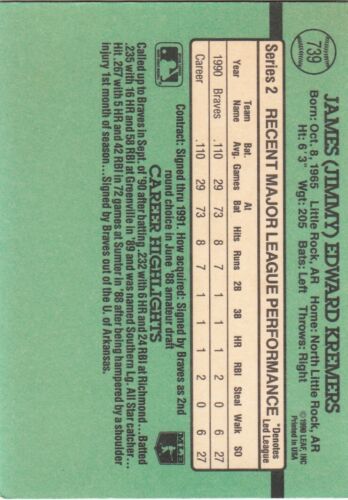 739
JAMES (JIMMY) EDWARD KREMERS
Born: Oct. 8, 1965 Little Rock, AR Home: North Little Rock, AR
Ht: 6' 3" Wgt: 205 Bats: Left Throws: Right
©1990 LEAF, INC.
Printed in USA
Series 2 RECENT MAJOR LEAGUE PERFORMANCE
*Denotes
Led League
Team Bat. At
Year Name Avg. Games Bat Hits Runs 2B 3B HR RBI Steal Walk SO
1990 Braves .110 29 73 8 7 1 1 1 2 0 6 27
Career .110 29 73 8 7 1 1 1 2 0 6 27
Contract: Signed thru 1991. How acquired: Signed by Braves as 2nd
round choice in June '88 amateur draft
CAREER HIGHLIGHTS
MLB
Called up to Braves in Sept. of '90 after batting .232 with 6 HR and 24 RBI at Richmond...Batted
.235 with 16 HR and 58 RBI at Greenville in '89 and was named Southern Lg. All Star catcher...
Hit .267 with 5 HR and 42 RBI in 72 games at Sumter in '88 after being hampered by a shoulder
injury 1st month of season...Signed by Braves out of the U. of Arkansas.